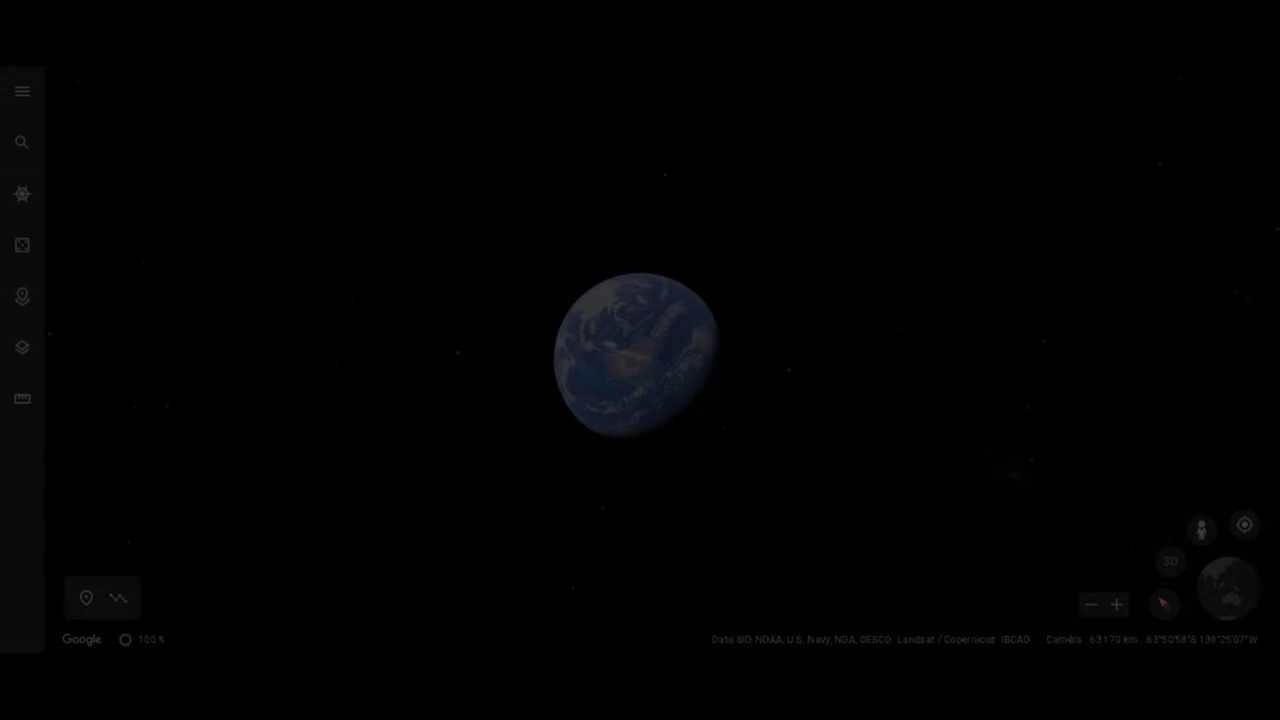 3D
Google 100 %
Data SIO, NOAA, U.S. Navy, NGA, GEBCO Landsat / Copernicus IBCAO Caméra 63 170 km 63°50'58"S 139°25'07"W